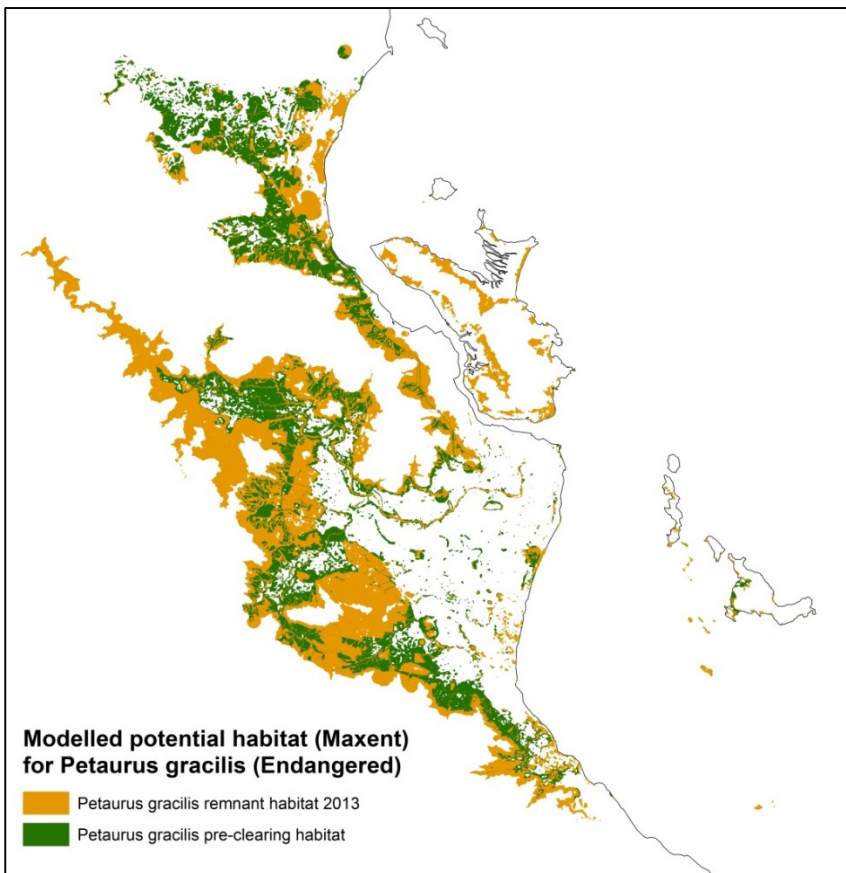 Modelled potential habitat (Maxent)
for Petaurus gracilis (Endangered)
Petaurus gracilis remnant habitat 2013
Petaurus gracilis pre-clearing habitat